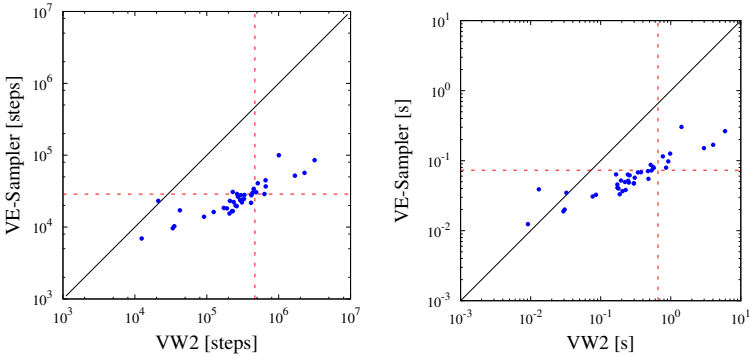 10^7
10^6
10^5
10^4
10^3
10^3 10^4 10^5 10^6 10^7
VE-Sampler [steps]
VW2 [steps]
10^1
10^0
10^-1
10^-2
10^-3
10^-3 10^-2 10^-1 10^0 10^1
VE-Sampler [s]
VW2 [s]